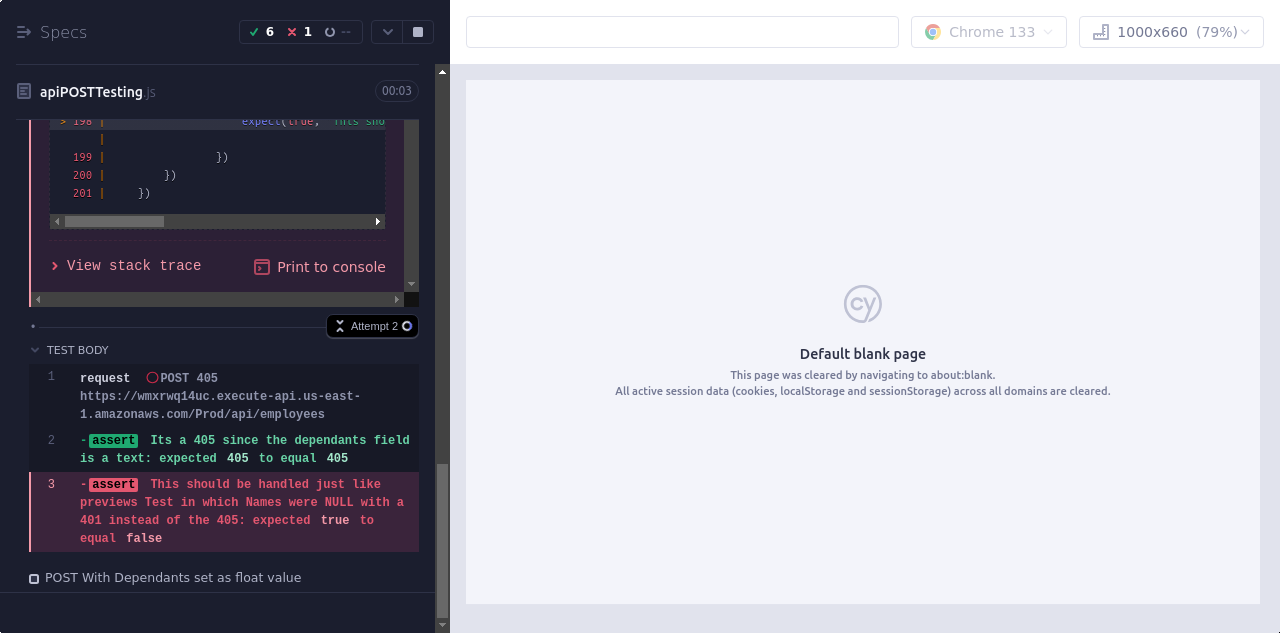 Specs
6 1 --
Chrome 133
1000x660 (79%)
apiPOSTTesting.js
00:03
> 198 | expect(true, "This sho
|
199 | })
200 | })
201 | })
View stack trace
Print to console
Attempt 2
TEST BODY
1 request POST 405
https://wmxrwq14uc.execute-api.us-east-
1.amazonaws.com/Prod/api/employees
2 -assert Its a 405 since the dependants field
is a text: expected 405 to equal 405
3 -assert This should be handled just like
previews Test in which Names were NULL with a
401 instead of the 405: expected true to
equal false
POST With Dependants set as float value
cy
Default blank page
This page was cleared by navigating to about:blank.
All active session data (cookies, localStorage and sessionStorage) across all domains are cleared.